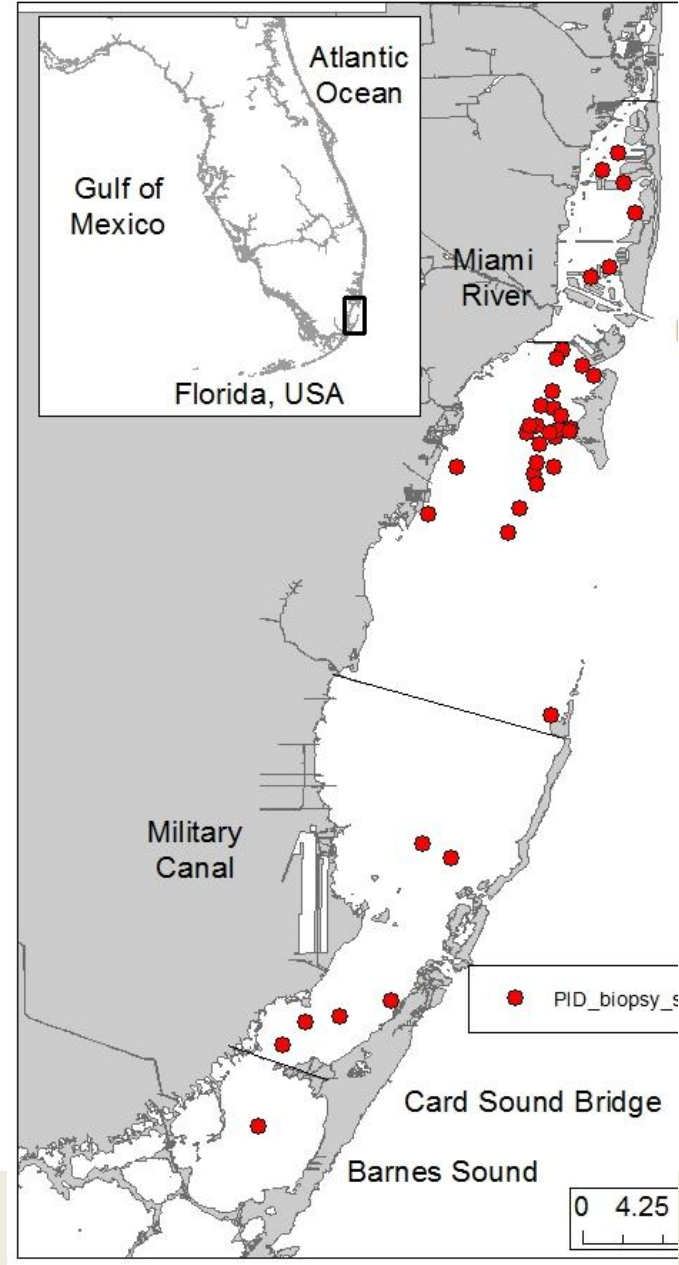 Atlantic
Ocean
Gulf of
Mexico
Florida, USA
Miami
River
Military
Canal
PID_biopsy_s
Card Sound Bridge
Barnes Sound
0 4.25